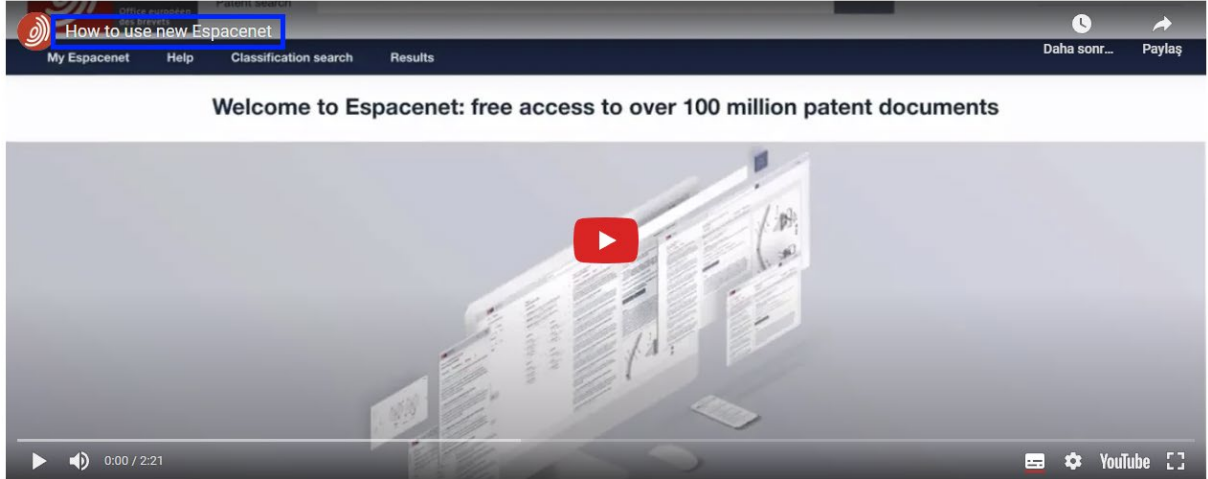 Patent search
Office européen
des brevets
How to use new Espacenet
Daha sonr...
Paylaş
My Espacenet Help Classification search Results
Welcome to Espacenet: free access to over 100 million patent documents
0:00 / 2:21
YouTube